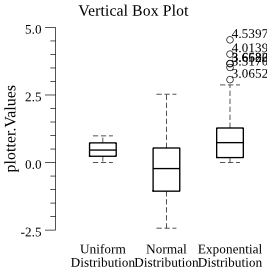 Vertical Box Plot
plotter.Values
5.0
2.5
0.0
-2.5
4.5397
4.0139
3.0652
Uniform
Distribution
Normal
Distribution
Exponential
Distribution